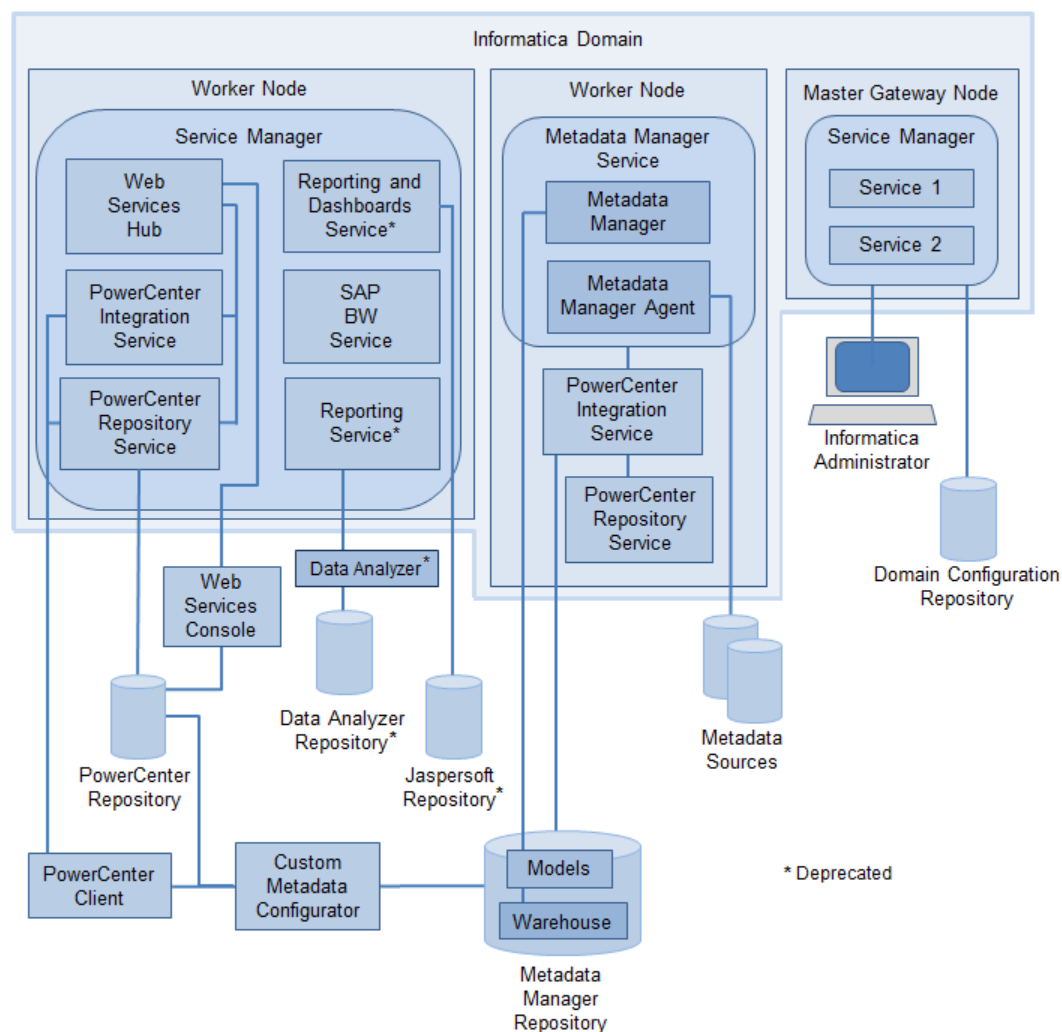 Informatica Domain
Worker Node
Service Manager
Web
Services
Hub
Reporting and
Dashboards
Service*
PowerCenter
Integration
Service
SAP
BW
Service
PowerCenter
Repository
Service
Reporting
Service*
Worker Node
Metadata Manager
Service
Metadata
Manager
Metadata
Manager Agent
PowerCenter
Integration
Service
PowerCenter
Repository
Service
Master Gateway Node
Service Manager
Service 1
Service 2
Informatica
Administrator
Domain Configuration
Repository
Web
Services
Console
Data Analyzer*
Data Analyzer
Repository*
PowerCenter
Repository
Jaspersoft
Repository*
Metadata
Sources
PowerCenter
Client
Custom
Metadata
Configurator
Models
Warehouse
Metadata
Manager
Repository
* Deprecated